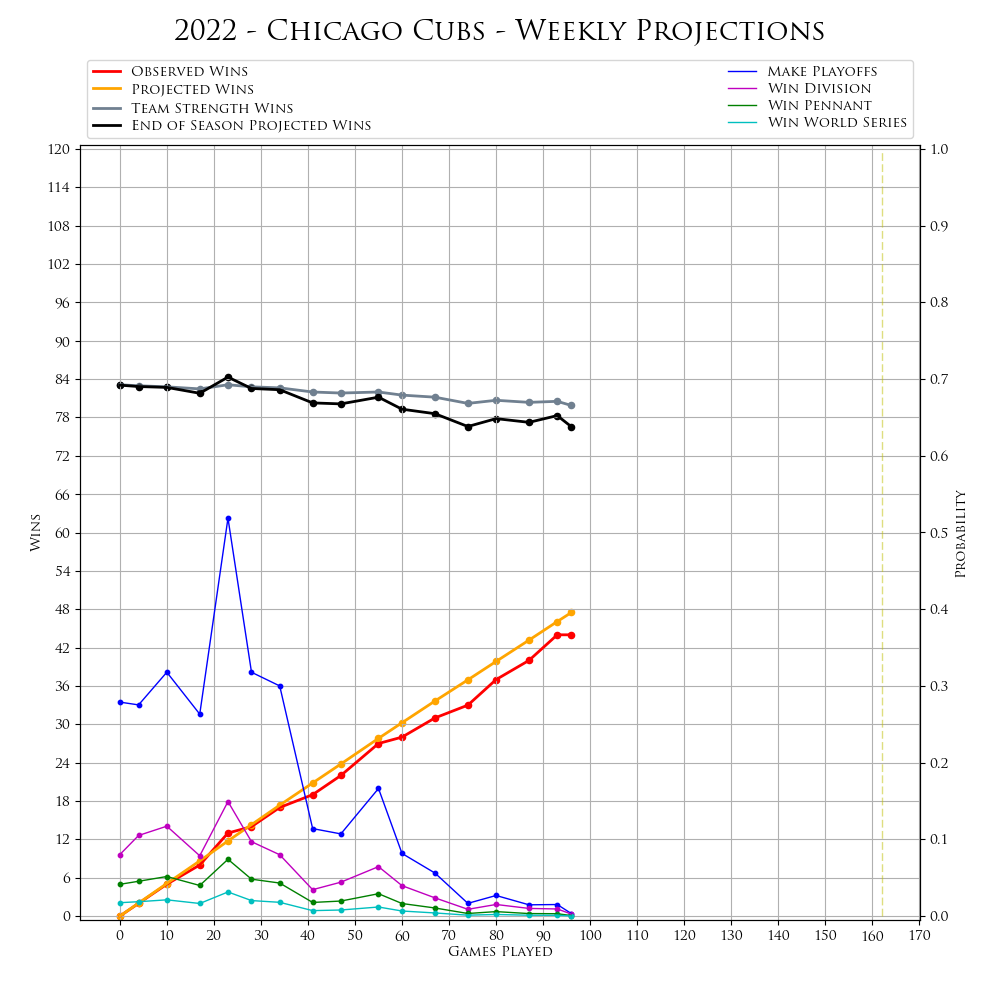 2022 - Chicago Cubs - Weekly Projections
Observed Wins
Projected Wins
Team Strength Wins
End of Season Projected Wins
Make Playoffs
Win Division
Win Pennant
Win World Series
120
114
108
102
96
90
84
78
72
66
60
54
48
42
36
30
24
18
12
6
0
Wins
1.0
0.9
0.8
0.7
0.6
0.5
0.4
0.3
0.2
0.1
0.0
Probability
0 10 20 30 40 50 60 70 80 90 100 110 120 130 140 150 160 170
Games Played